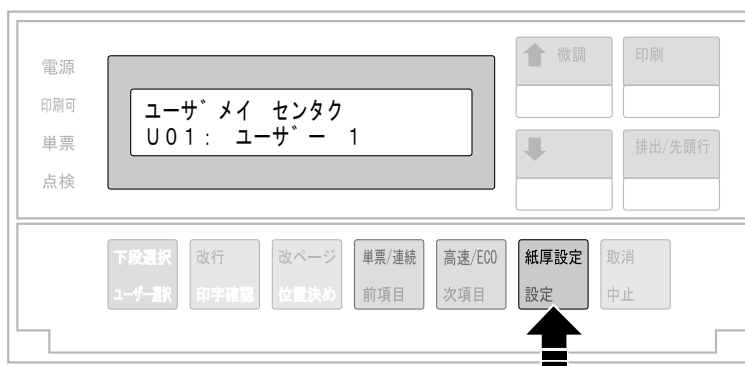 電源
印刷可
単票
点検
ユーザﾞメイ センタク
U01: ユーザﾞー 1
微調
印刷
排出/先頭行
下段選択
ユーザー選択
改行
印字確認
改ページ
位置決め
単票/連続
前項目
高速/ECO
次項目
紙厚設定
設定
取消
中止